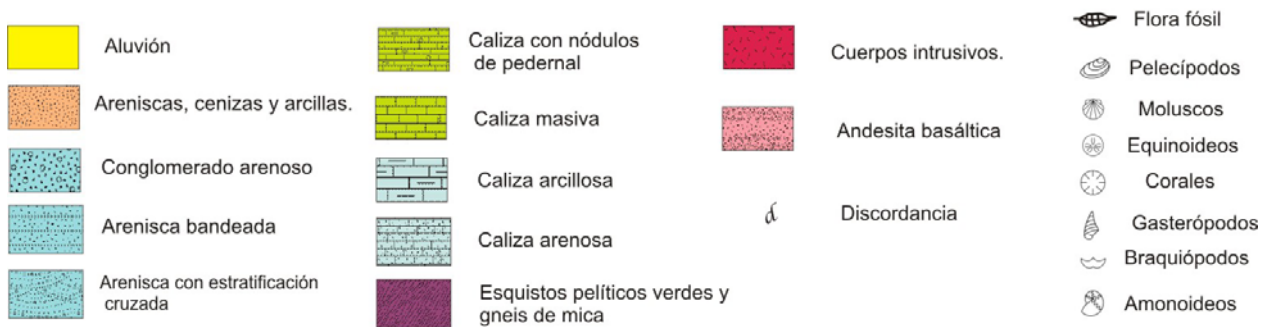 Aluvión
Areniscas, cenizas y arcillas.
Conglomerado arenoso
Arenisca bandeada
Arenisca con estratificación
cruzada
Caliza con nódulos
de pedernal
Caliza masiva
Caliza arcillosa
Caliza arenosa
Esquistos pelíticos verdes y
gneis de mica
Cuerpos intrusivos.
Andesita basáltica
d Discordancia
Flora fósil
Pelecípodos
Moluscos
Equinoideos
Corales
Gasterópodos
Braquiópodos
Amonoideos